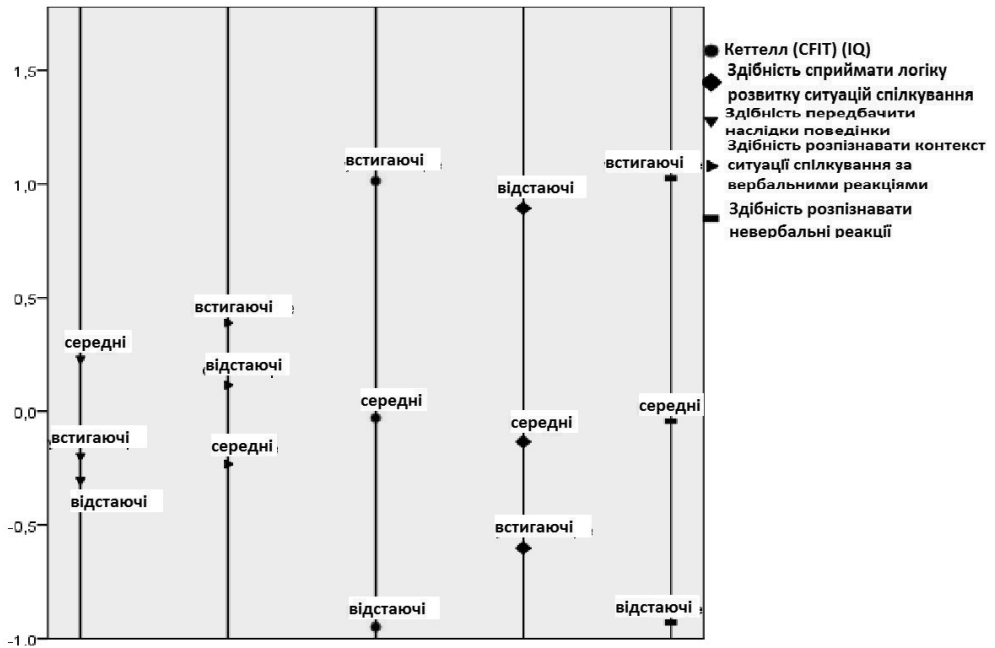 1,5
1,0
0,5
0,0
-0,5
-1,0
середні
встигаючі
відстаючі
встигаючі
відстаючі
середні
встигаючі
середні
відстаючі
відстаючі
середні
встигаючі
встигаючі
середні
відстаючі
Кеттелл (CFIT) (IQ)
Здібність сприймати логіку
розвитку ситуацій спілкування
Здібність передбачити
наслідки поведінки
Здібність розпізнавати контекст
ситуації спілкування за
вербальними реакціями
Здібність розпізнавати
невербальні реакції